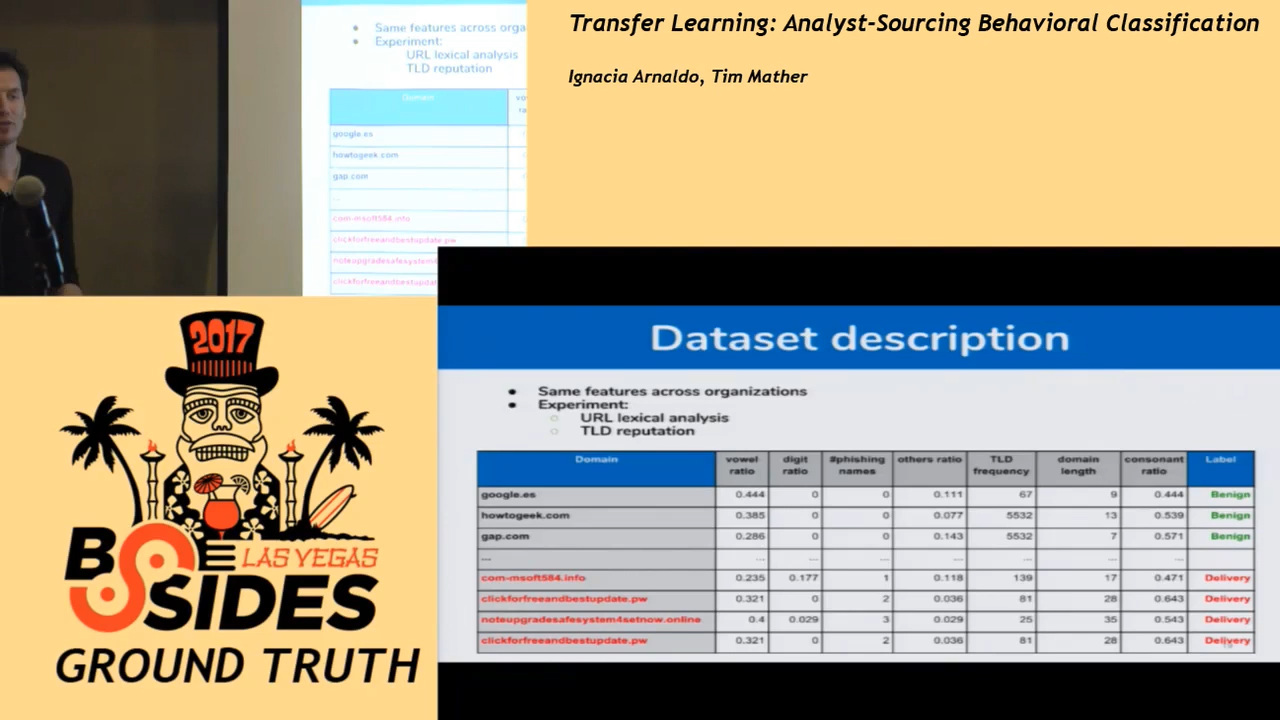 Same features across orga
Experiment:
URL lexical analysis
TLD reputation
Domain
google.es
howtogeek.com
gap.com
...
com-msoft584.info
clickforfreeandbestupdate.pw
noteupgradesafesystem4
clickforfreeandbestupdat
Transfer Learning: Analyst-Sourcing Behavioral Classification
Ignacia Arnaldo, Tim Mather
2017
BSIDES
LAS VEGAS
GROUND TRUTH
Dataset description
Same features across organizations
Experiment:
URL lexical analysis
TLD reputation
Domain vowel ratio digit ratio #phishing names others ratio TLD frequency domain length consonant ratio Label
google.es 0.444 0 0 0.111 67 9 0.444 Benign
howtogeek.com 0.385 0 0 0.077 5532 13 0.539 Benign
gap.com 0.286 0 0 0.143 5532 7 0.571 Benign
... ... ... ... ... ... ... ... ...
com-msoft584.info 0.235 0.177 1 0.118 139 17 0.471 Delivery
clickforfreeandbestupdate.pw 0.321 0 2 0.036 81 28 0.643 Delivery
noteupgradesafesystem4setnow.online 0.4 0.029 3 0.029 25 35 0.543 Delivery
clickforfreeandbestupdate.pw 0.321 0 2 0.036 81 28 0.643 Delivery